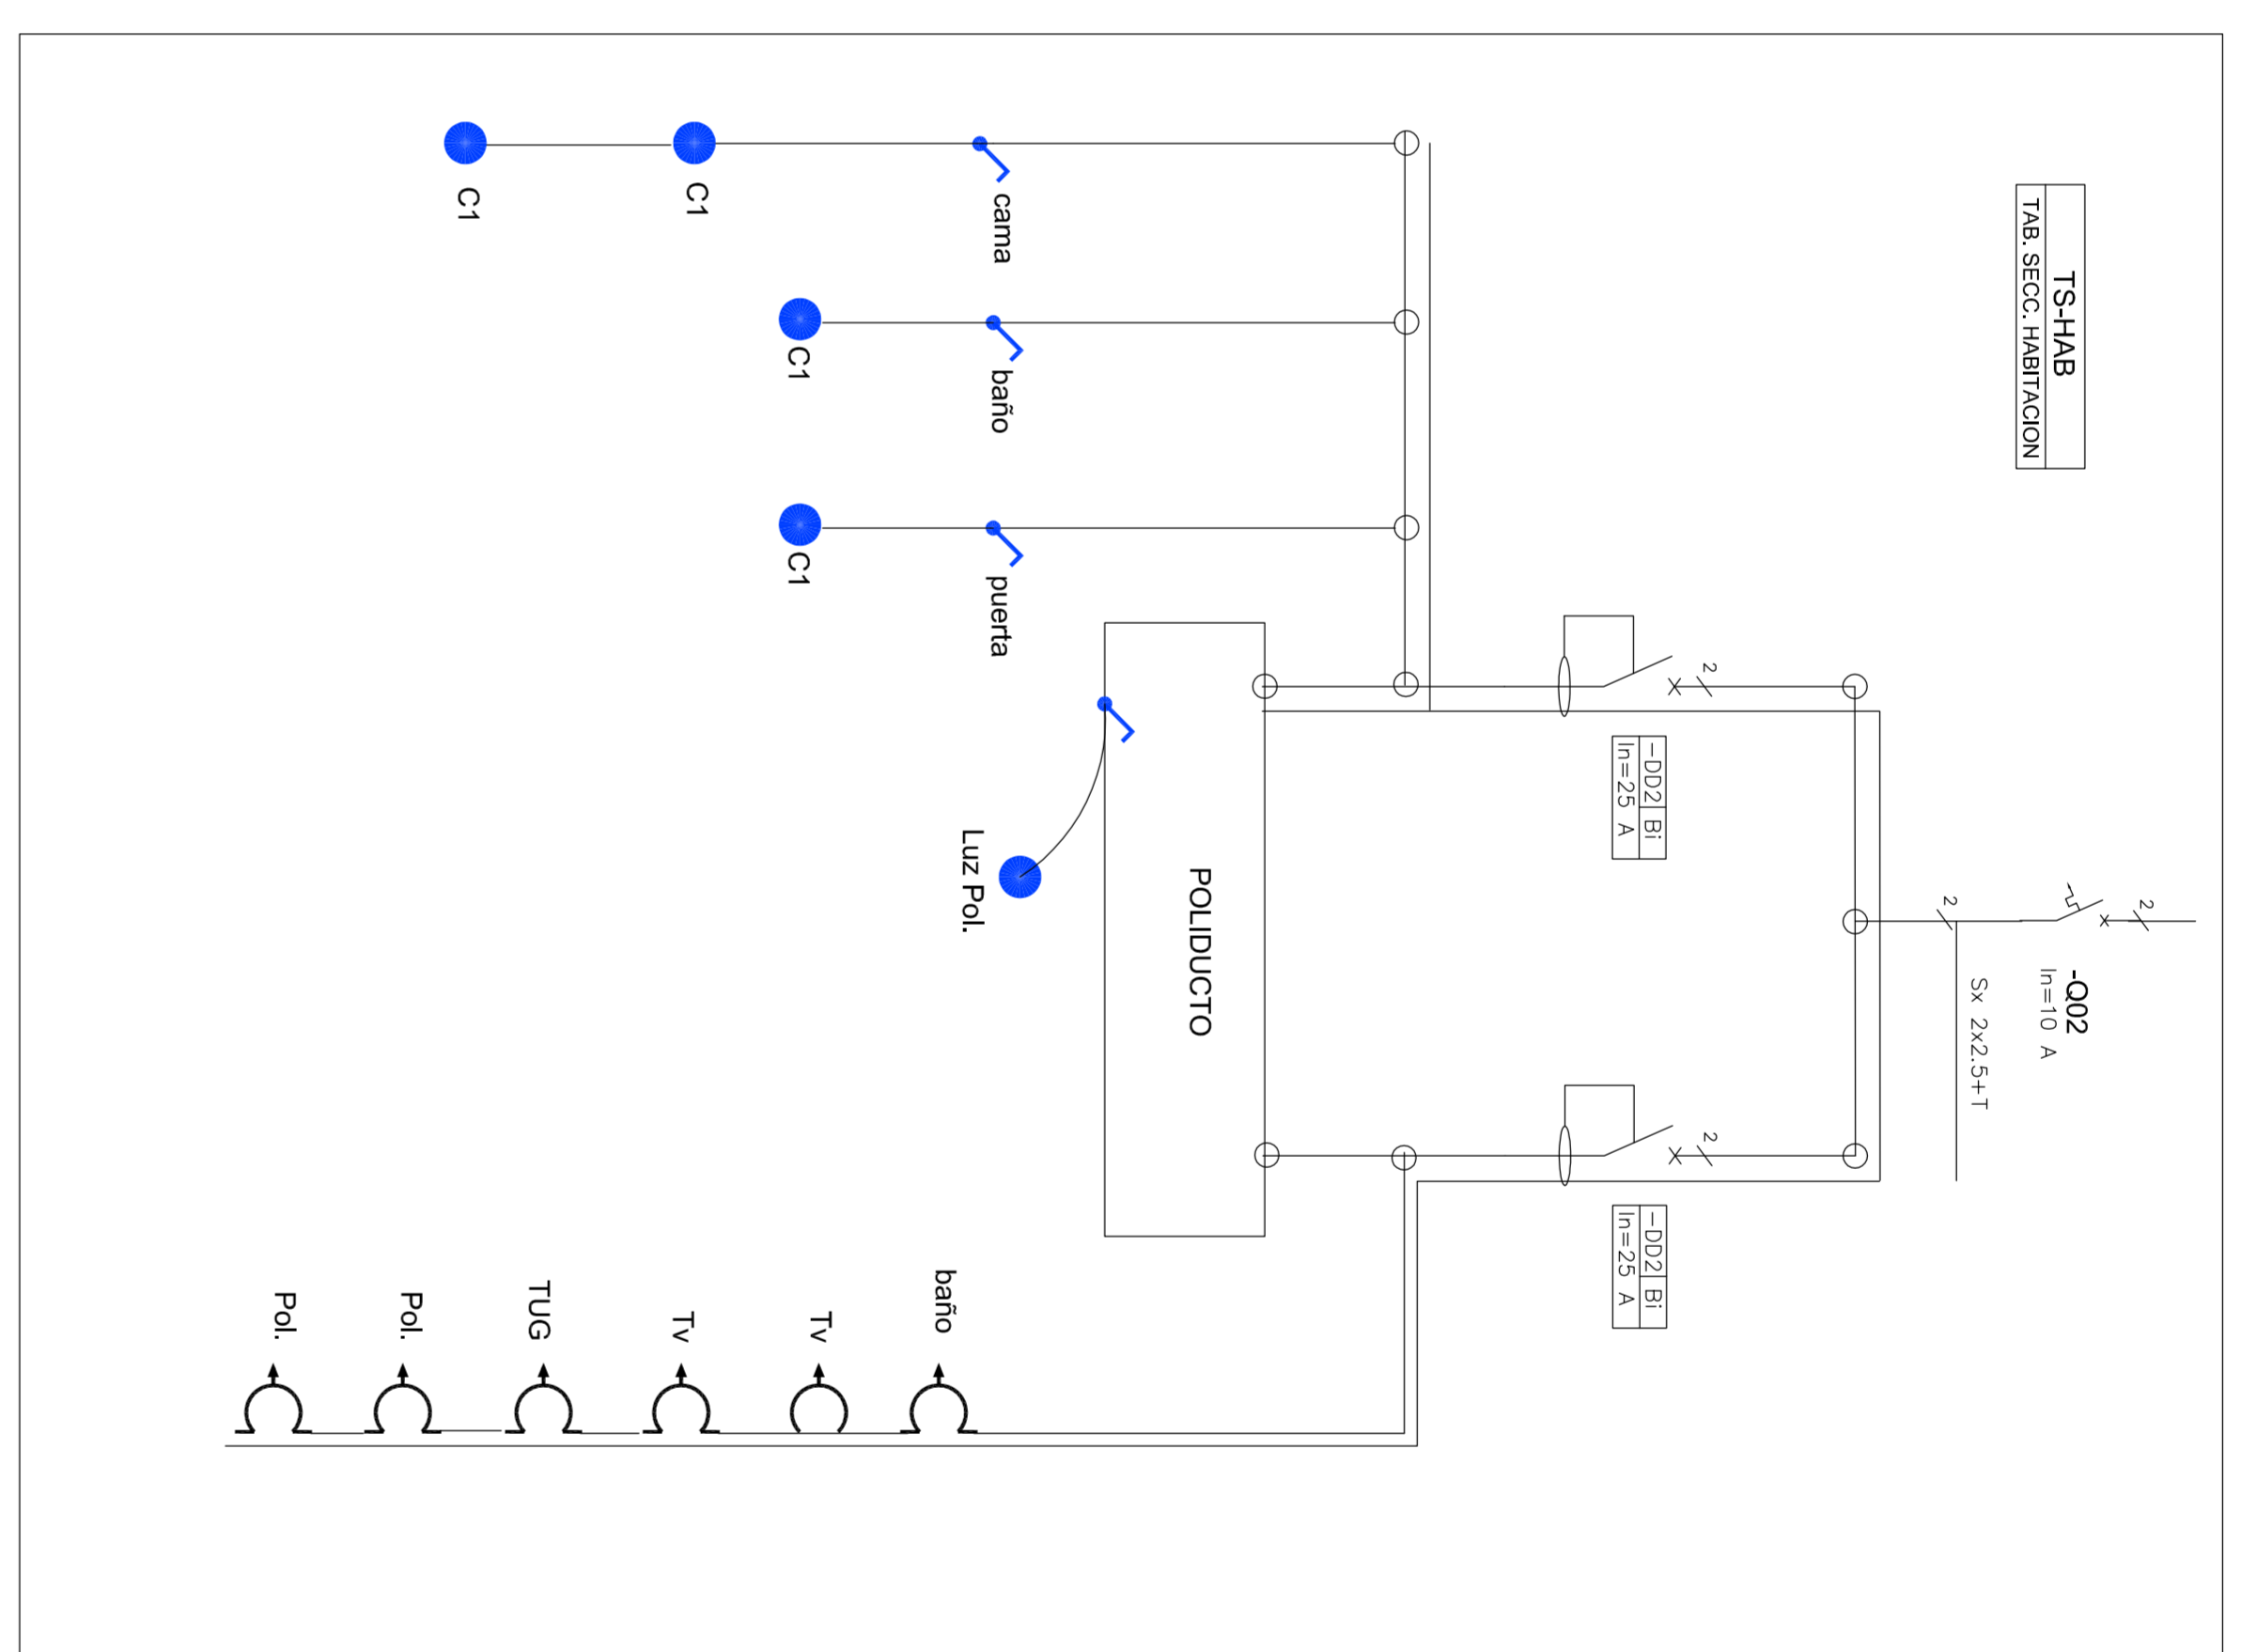 TS-HAB
TAB. SECC. HABITACION
2
-Q02
In=10 A
2
Sx 2x2.5+T
2
-DD2 Bi
In=25 A
2
-DD2 Bi
In=25 A
POLIDUCTO
Luz Pol.
cama
baño
puerta
C1
C1
C1
C1
baño
Tv
Tv
TUG
Pol.
Pol.